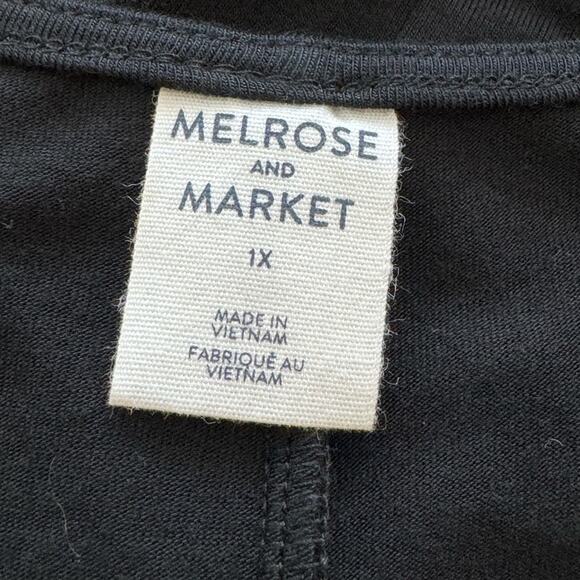 MELROSE
AND
MARKET
1X
MADE IN
VIETNAM
FABRIQUÉ AU
VIETNAM